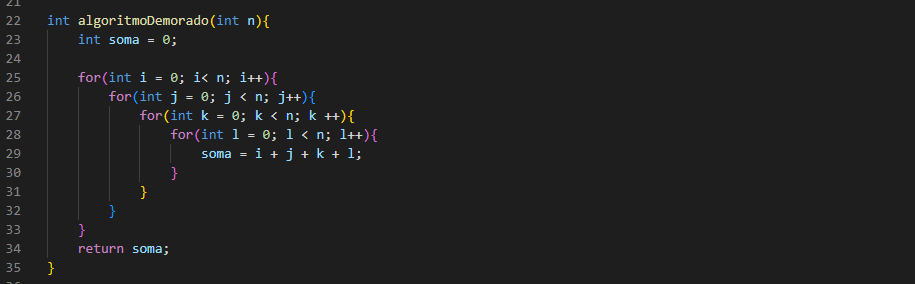 21
22 int algoritmoDemorado(int n){
23     int soma = 0;
24
25     for(int i = 0; i< n; i++){
26         for(int j = 0; j < n; j++){
27             for(int k = 0; k < n; k ++){
28                 for(int l = 0; l < n; l++){
29                     soma = i + j + k + l;
30                 }
31             }
32         }
33     }
34     return soma;
35 }